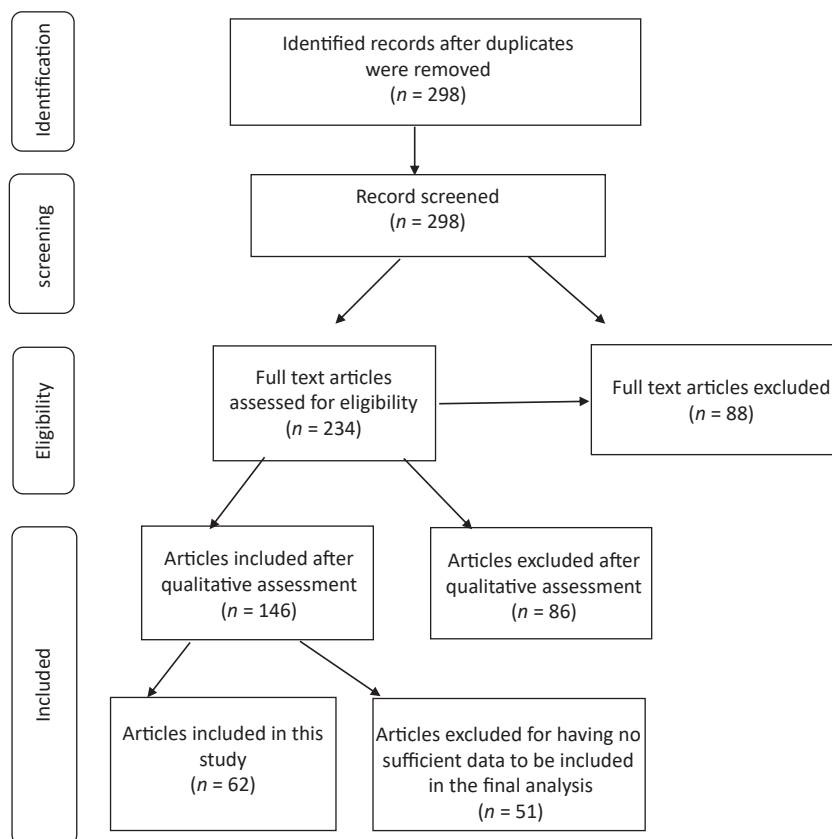 Identification
Identified records after duplicates
were removed
(n = 298)
screening
Record screened
(n = 298)
Eligibility
Full text articles
assessed for eligibility
(n = 234)
Full text articles excluded
(n = 88)
Included
Articles included after
qualitative assessment
(n = 146)
Articles excluded after
qualitative assessment
(n = 86)
Articles included in this
study
(n = 62)
Articles excluded for having no
sufficient data to be included
in the final analysis
(n = 51)